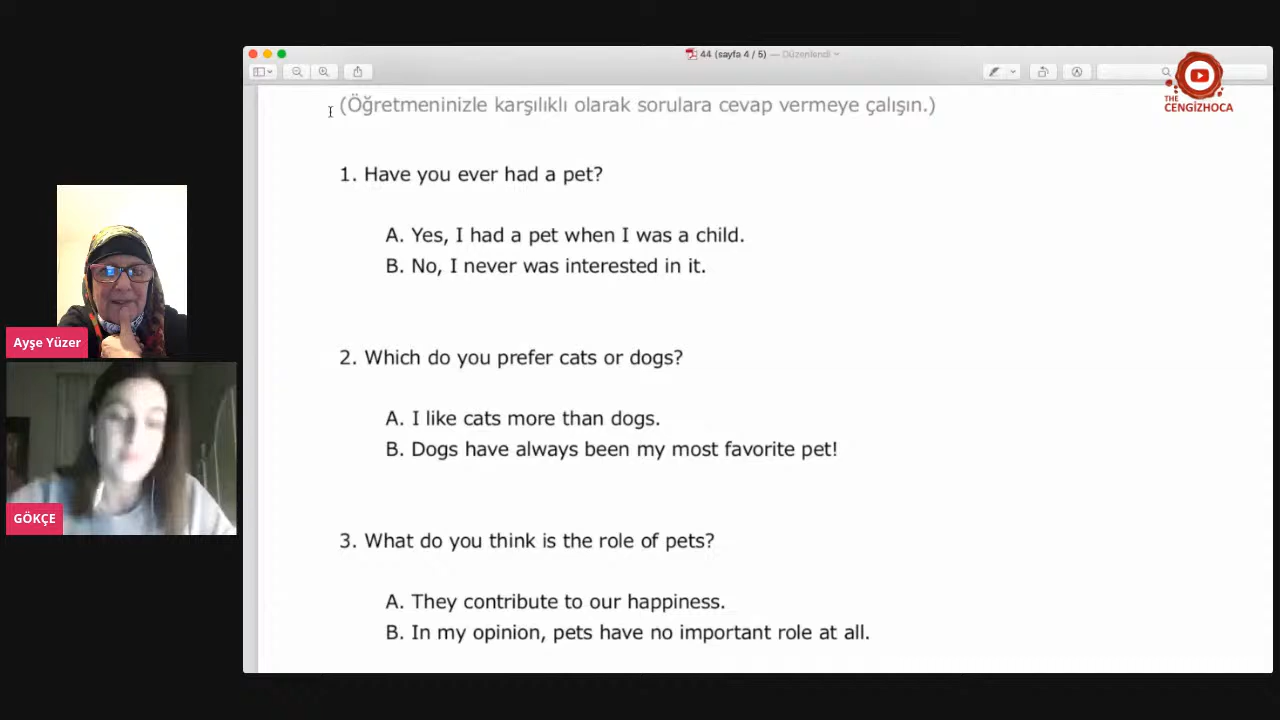 44 (sayfa 4 / 5) — Düzenlendi
THE
CENGİZHOCA
(Öğretmeninizle karşılıklı olarak sorulara cevap vermeye çalışın.)
1. Have you ever had a pet?
A. Yes, I had a pet when I was a child.
B. No, I never was interested in it.
2. Which do you prefer cats or dogs?
A. I like cats more than dogs.
B. Dogs have always been my most favorite pet!
3. What do you think is the role of pets?
A. They contribute to our happiness.
B. In my opinion, pets have no important role at all.
Ayşe Yüzer
GÖKÇE